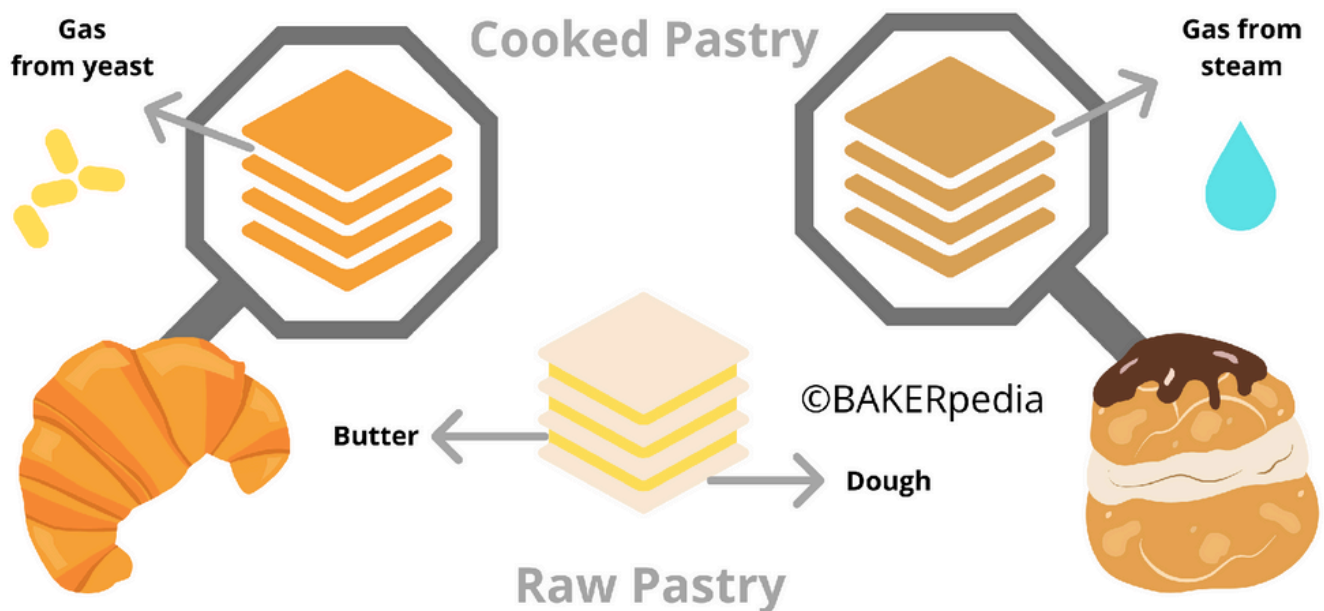 Gas
from yeast
Cooked Pastry
Gas from
steam
©BAKERpedia
Butter
Dough
Raw Pastry